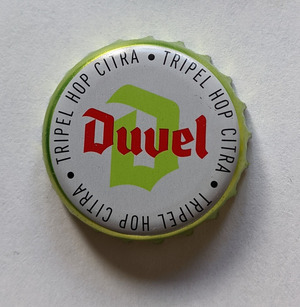 TRIPEL HOP CITRA • TRIPEL HOP CITRA • TRIPEL HOP CITRA •
D
Duvel